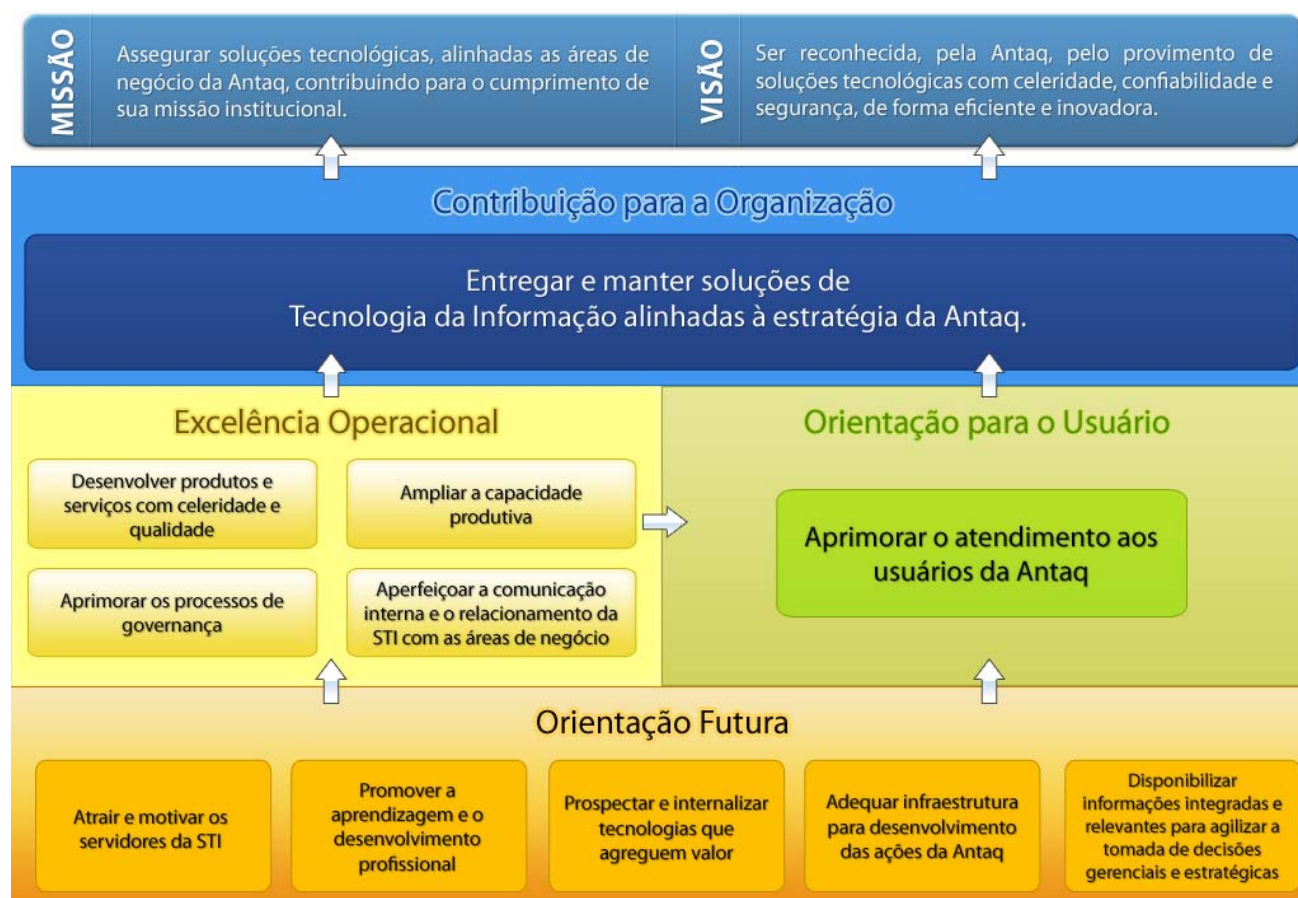 MISSÃO
Assegurar soluções tecnológicas, alinhadas as áreas de
negócio da Antaq, contribuindo para o cumprimento de
sua missão institucional.
VISÃO
Ser reconhecida, pela Antaq, pelo provimento de
soluções tecnológicas com celeridade, confiabilidade e
segurança, de forma eficiente e inovadora.
Contribuição para a Organização
Entregar e manter soluções de
Tecnologia da Informação alinhadas à estratégia da Antaq.
Excelência Operacional
Desenvolver produtos e
serviços com celeridade e
qualidade
Ampliar a capacidade
produtiva
Aprimorar os processos de
governança
Aperfeiçoar a comunicação
interna e o relacionamento da
STI com as áreas de negócio
Orientação para o Usuário
Aprimorar o atendimento aos
usuários da Antaq
Orientação Futura
Atrair e motivar os
servidores da STI
Promover a
aprendizagem e o
desenvolvimento
profissional
Prospectar e internalizar
tecnologias que
agreguem valor
Adequar infraestrutura
para desenvolvimento
das ações da Antaq
Disponibilizar
informações integradas e
relevantes para agilizar a
tomada de decisões
gerenciais e estratégicas